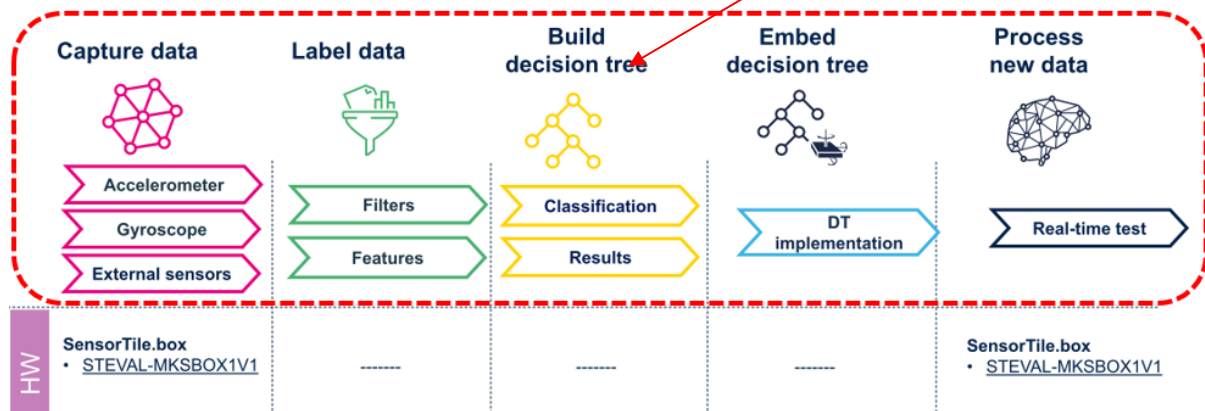 Capture data
Label data
Build
decision tree
Embed
decision tree
Process
new data
Accelerometer
Gyroscope
External sensors
Filters
Features
Classification
Results
DT
implementation
Real-time test
HW
SensorTile.box
• STEVAL-MKSBOX1V1
-------
-------
-------
SensorTile.box
• STEVAL-MKSBOX1V1